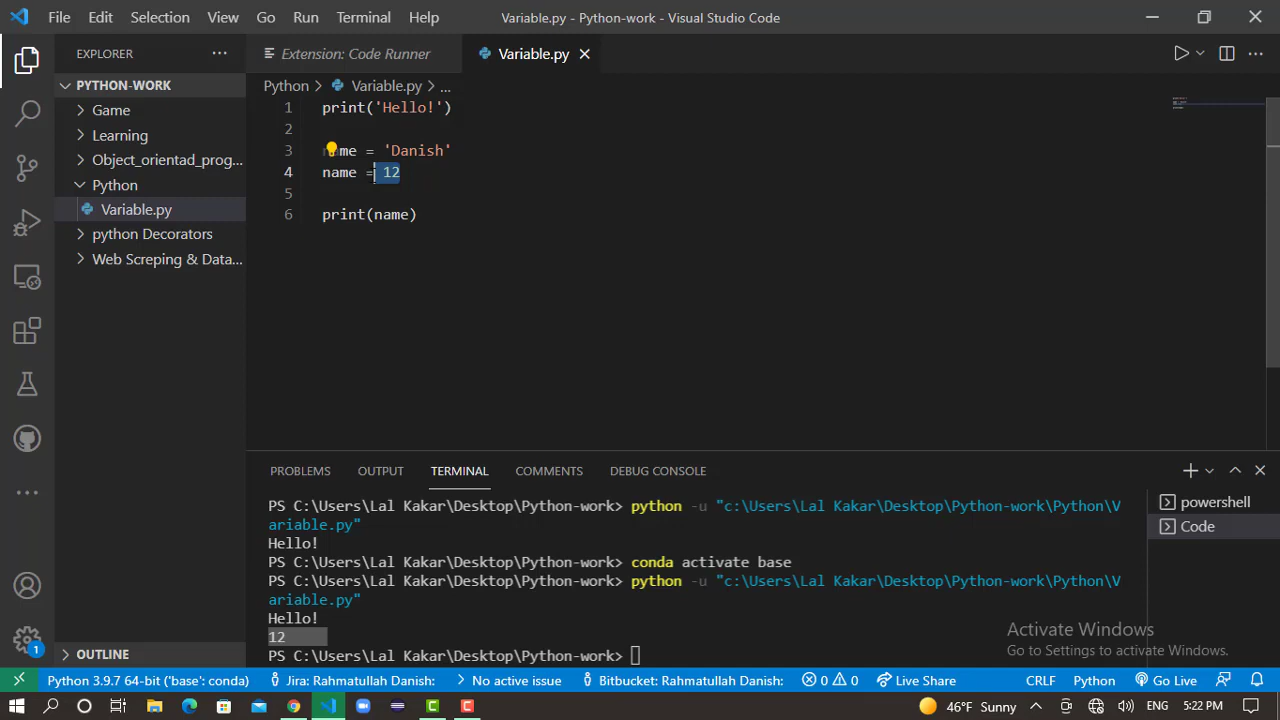 File Edit Selection View Go Run Terminal Help Variable.py - Python-work - Visual Studio Code
EXPLORER
Extension: Code Runner Variable.py
PYTHON-WORK
Game
Learning
Object_orientad_prog...
Python
Variable.py
python Decorators
Web Screping & Data...
OUTLINE
Python > Variable.py > ...
1 print('Hello!')
2
3 name = 'Danish'
4 name = 12
5
6 print(name)
PROBLEMS OUTPUT TERMINAL COMMENTS DEBUG CONSOLE
PS C:\Users\Lal Kakar\Desktop\Python-work> python -u "c:\Users\Lal Kakar\Desktop\Python-work\Python\V
ariable.py"
Hello!
PS C:\Users\Lal Kakar\Desktop\Python-work> conda activate base
PS C:\Users\Lal Kakar\Desktop\Python-work> python -u "c:\Users\Lal Kakar\Desktop\Python-work\Python\V
ariable.py"
Hello!
12
PS C:\Users\Lal Kakar\Desktop\Python-work>
powershell
Code
Activate Windows
Go to Settings to activate Windows.
1
Python 3.9.7 64-bit ('base': conda) Jira: Rahmatullah Danish: No active issue Bitbucket: Rahmatullah Danish: 0 0 Live Share CRLF Python Go Live
46°F Sunny ENG 5:22 PM